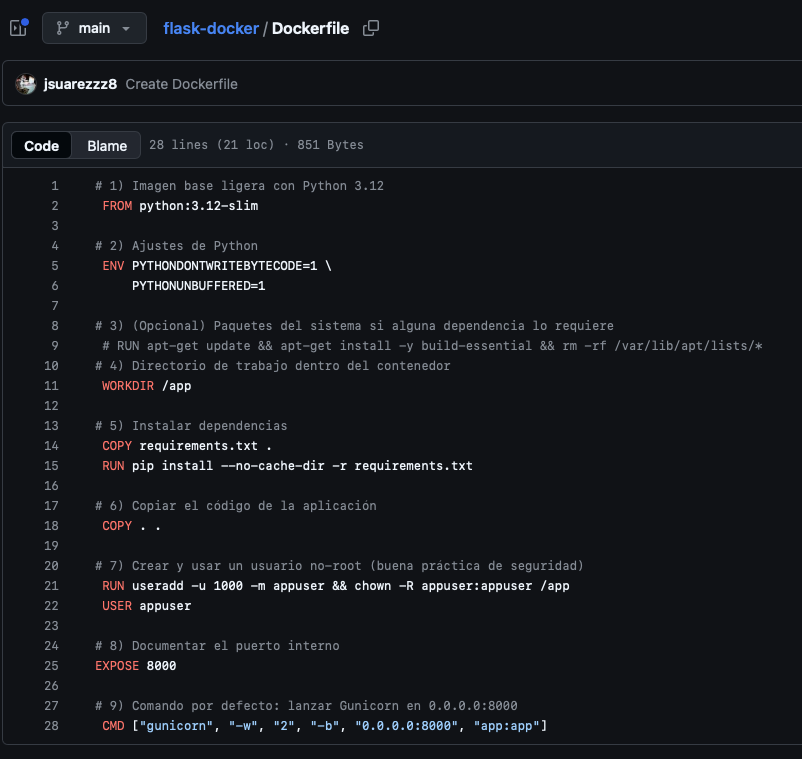 main
flask-docker / Dockerfile
jsuarezzz8 Create Dockerfile
Code Blame 28 lines (21 loc) · 851 Bytes
1 # 1) Imagen base ligera con Python 3.12
2 FROM python:3.12-slim
3
4 # 2) Ajustes de Python
5 ENV PYTHONDONTWRITEBYTECODE=1 \
6 PYTHONUNBUFFERED=1
7
8 # 3) (Opcional) Paquetes del sistema si alguna dependencia lo requiere
9 # RUN apt-get update && apt-get install -y build-essential && rm -rf /var/lib/apt/lists/*
10 # 4) Directorio de trabajo dentro del contenedor
11 WORKDIR /app
12
13 # 5) Instalar dependencias
14 COPY requirements.txt .
15 RUN pip install --no-cache-dir -r requirements.txt
16
17 # 6) Copiar el código de la aplicación
18 COPY . .
19
20 # 7) Crear y usar un usuario no-root (buena práctica de seguridad)
21 RUN useradd -u 1000 -m appuser && chown -R appuser:appuser /app
22 USER appuser
23
24 # 8) Documentar el puerto interno
25 EXPOSE 8000
26
27 # 9) Comando por defecto: lanzar Gunicorn en 0.0.0.0:8000
28 CMD ["gunicorn", "-w", "2", "-b", "0.0.0.0:8000", "app:app"]